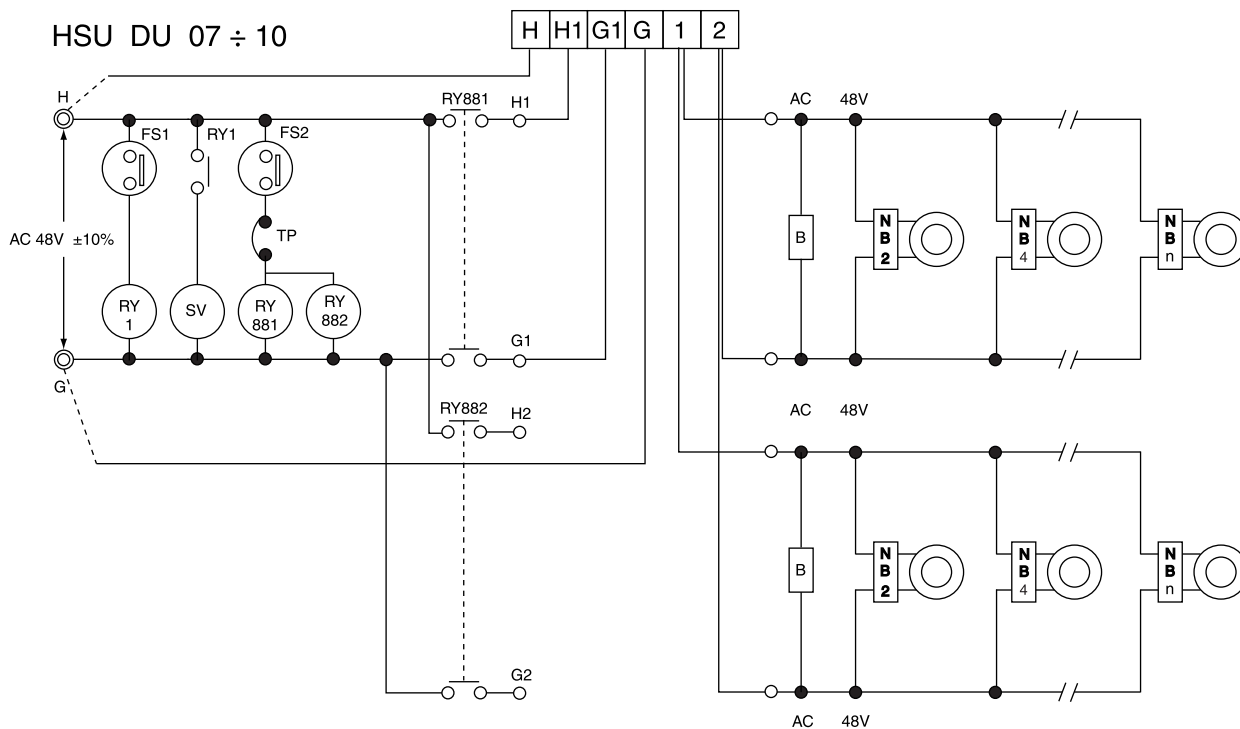 HSU DU 07 ÷ 10
H H1 G1 G 1 2
H
RY881
H1
AC 48V
FS1
RY1
FS2
AC 48V ±10%
TP
B
N
B
2
N
B
4
N
B
n
RY
1
SV
RY
881
RY
882
G1
G
RY882
H2
AC 48V
B
N
B
2
N
B
4
N
B
n
G2
AC 48V